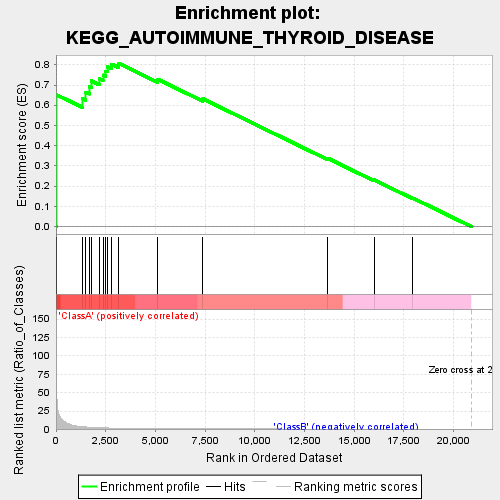 Enrichment plot:
KEGG_AUTOIMMUNE_THYROID_DISEASE
Enrichment score (ES)
0.8
0.7
0.6
0.5
0.4
0.3
0.2
0.1
0.0
'ClassA' (positively correlated)
Ranked list metric (Ratio_of_Classes)
150
125
100
75
50
25
0
Zero cross at 2
'ClassB' (negatively correlated)
0 2,500 5,000 7,500 10,000 12,500 15,000 17,500 20,000
Rank in Ordered Dataset
Enrichment profile Hits Ranking metric scores